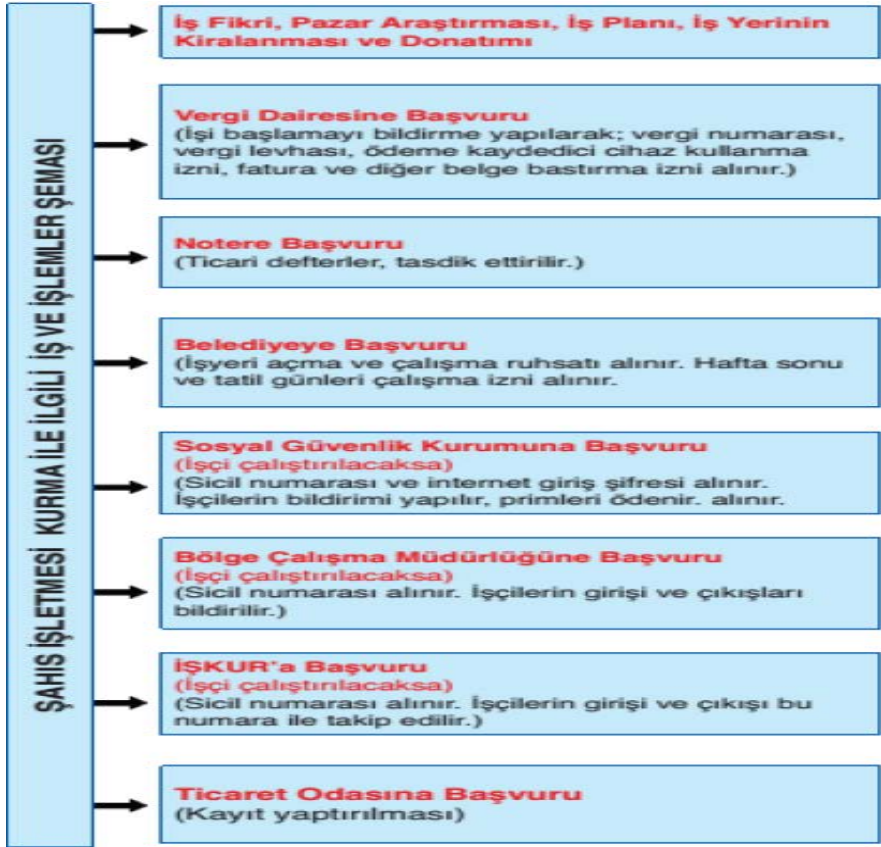 ŞAHIS İŞLETMESİ KURMA İLE İLGİLİ İŞ VE İŞLEMLER ŞEMASI
İş Fikri, Pazar Araştırması, İş Planı, İş Yerinin
Kiralanması ve Donatımı
Vergi Dairesine Başvuru
(İşi başlamayı bildirme yapılarak; vergi numarası,
vergi levhası, ödeme kaydedici cihaz kullanma
izni, fatura ve diğer belge bastırma izni alınır.)
Notere Başvuru
(Ticari defterler, tasdik ettirilir.)
Belediyeye Başvuru
(İşyeri açma ve çalışma ruhsatı alınır. Hafta sonu
ve tatil günleri çalışma izni alınır.
Sosyal Güvenlik Kurumuna Başvuru
(İşçi çalıştırılacaksa)
(Sicil numarası ve internet giriş şifresi alınır.
İşçilerin bildirimi yapılır, primleri ödenir. alınır.
Bölge Çalışma Müdürlüğüne Başvuru
(İşçi çalıştırılacaksa)
(Sicil numarası alınır. İşçilerin girişi ve çıkışları
bildirilir.)
İŞKUR'a Başvuru
(İşçi çalıştırılacaksa)
(Sicil numarası alınır. İşçilerin girişi ve çıkışı bu
numara ile takip edilir.)
Ticaret Odasına Başvuru
(Kayıt yaptırılması)